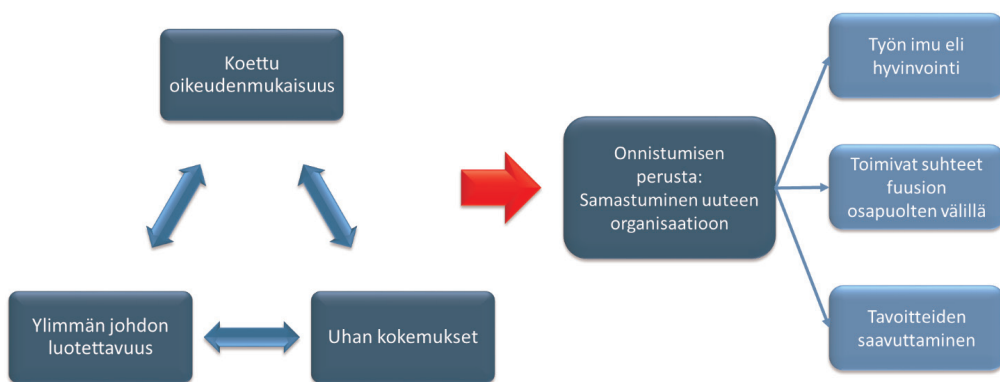 Koettu
oikeudenmukaisuus
Ylimmän johdon
luotettavuus
Uhan kokemukset
Onnistumisen
perusta:
Samastuminen uuteen
organisaatioon
Työn imu eli
hyvinvointi
Toimivat suhteet
fuusion
osapuolten välillä
Tavoitteiden
saavuttaminen